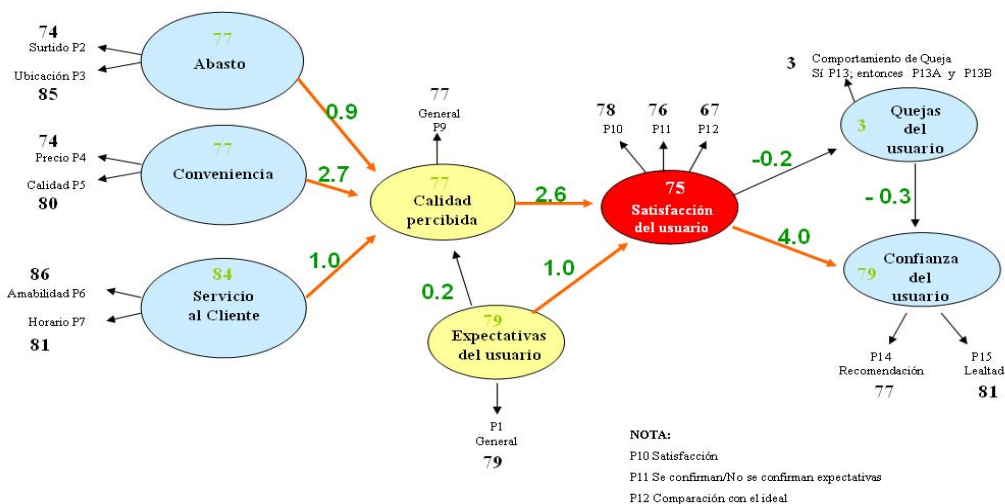 74
Surtido P2
Ubicación P3
85
77
Abasto
0.9
74
Precio P4
Calidad P5
80
77
Conveniencia
2.7
86
Amabilidad P6
Horario P7
81
84
Servicio
al Cliente
1.0
77
General
P9
77
Calidad
percibida
2.6
0.2
79
Expectativas
del usuario
1.0
P1
General
79
78
P10
76
P11
67
P12
75
Satisfacción
del usuario
-0.2
4.0
3
Comportamiento de Queja
Sí P13; entonces P13A y P13B
3
Quejas
del
usuario
- 0.3
79
Confianza
del
usuario
P14
Recomendación
77
P15
Lealtad
81
NOTA:
P10 Satisfacción
P11 Se confirman/No se confirman expectativas
P12 Comparación con el ideal